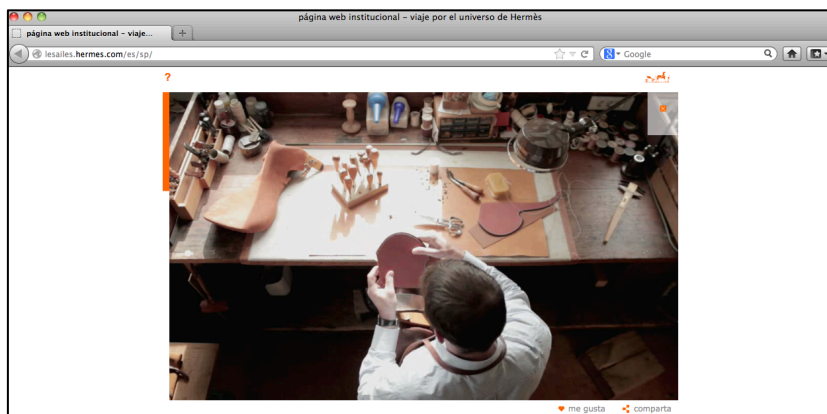 página web institucional – viaje por el universo de Hermès
página web institucional – viaje...
lesailles.hermes.com/es/sp/
Google
?
me gusta
comparta